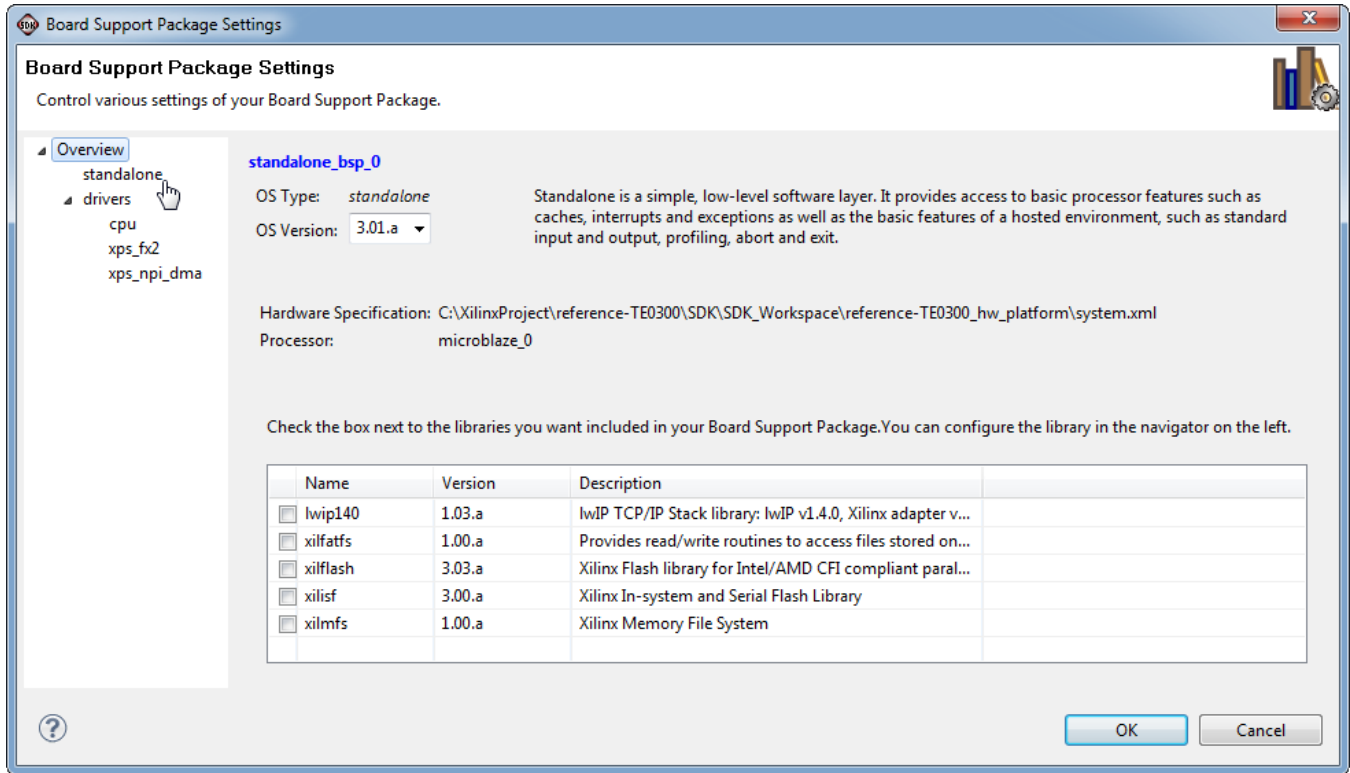 SDK Board Support Package Settings
Board Support Package Settings
Control various settings of your Board Support Package.
Overview
standalone
drivers
cpu
xps_fx2
xps_npi_dma
standalone_bsp_0
OS Type: standalone
OS Version: 3.01.a
Standalone is a simple, low-level software layer. It provides access to basic processor features such as
caches, interrupts and exceptions as well as the basic features of a hosted environment, such as standard
input and output, profiling, abort and exit.
Hardware Specification: C:\XilinxProject\reference-TE0300\SDK\SDK_Workspace\reference-TE0300_hw_platform\system.xml
Processor: microblaze_0
Check the box next to the libraries you want included in your Board Support Package.You can configure the library in the navigator on the left.
Name Version Description
lwip140 1.03.a lwIP TCP/IP Stack library: lwIP v1.4.0, Xilinx adapter v...
xilfatfs 1.00.a Provides read/write routines to access files stored on...
xilflash 3.03.a Xilinx Flash library for Intel/AMD CFI compliant paral...
xilisf 3.00.a Xilinx In-system and Serial Flash Library
xilmfs 1.00.a Xilinx Memory File System
?
OK Cancel